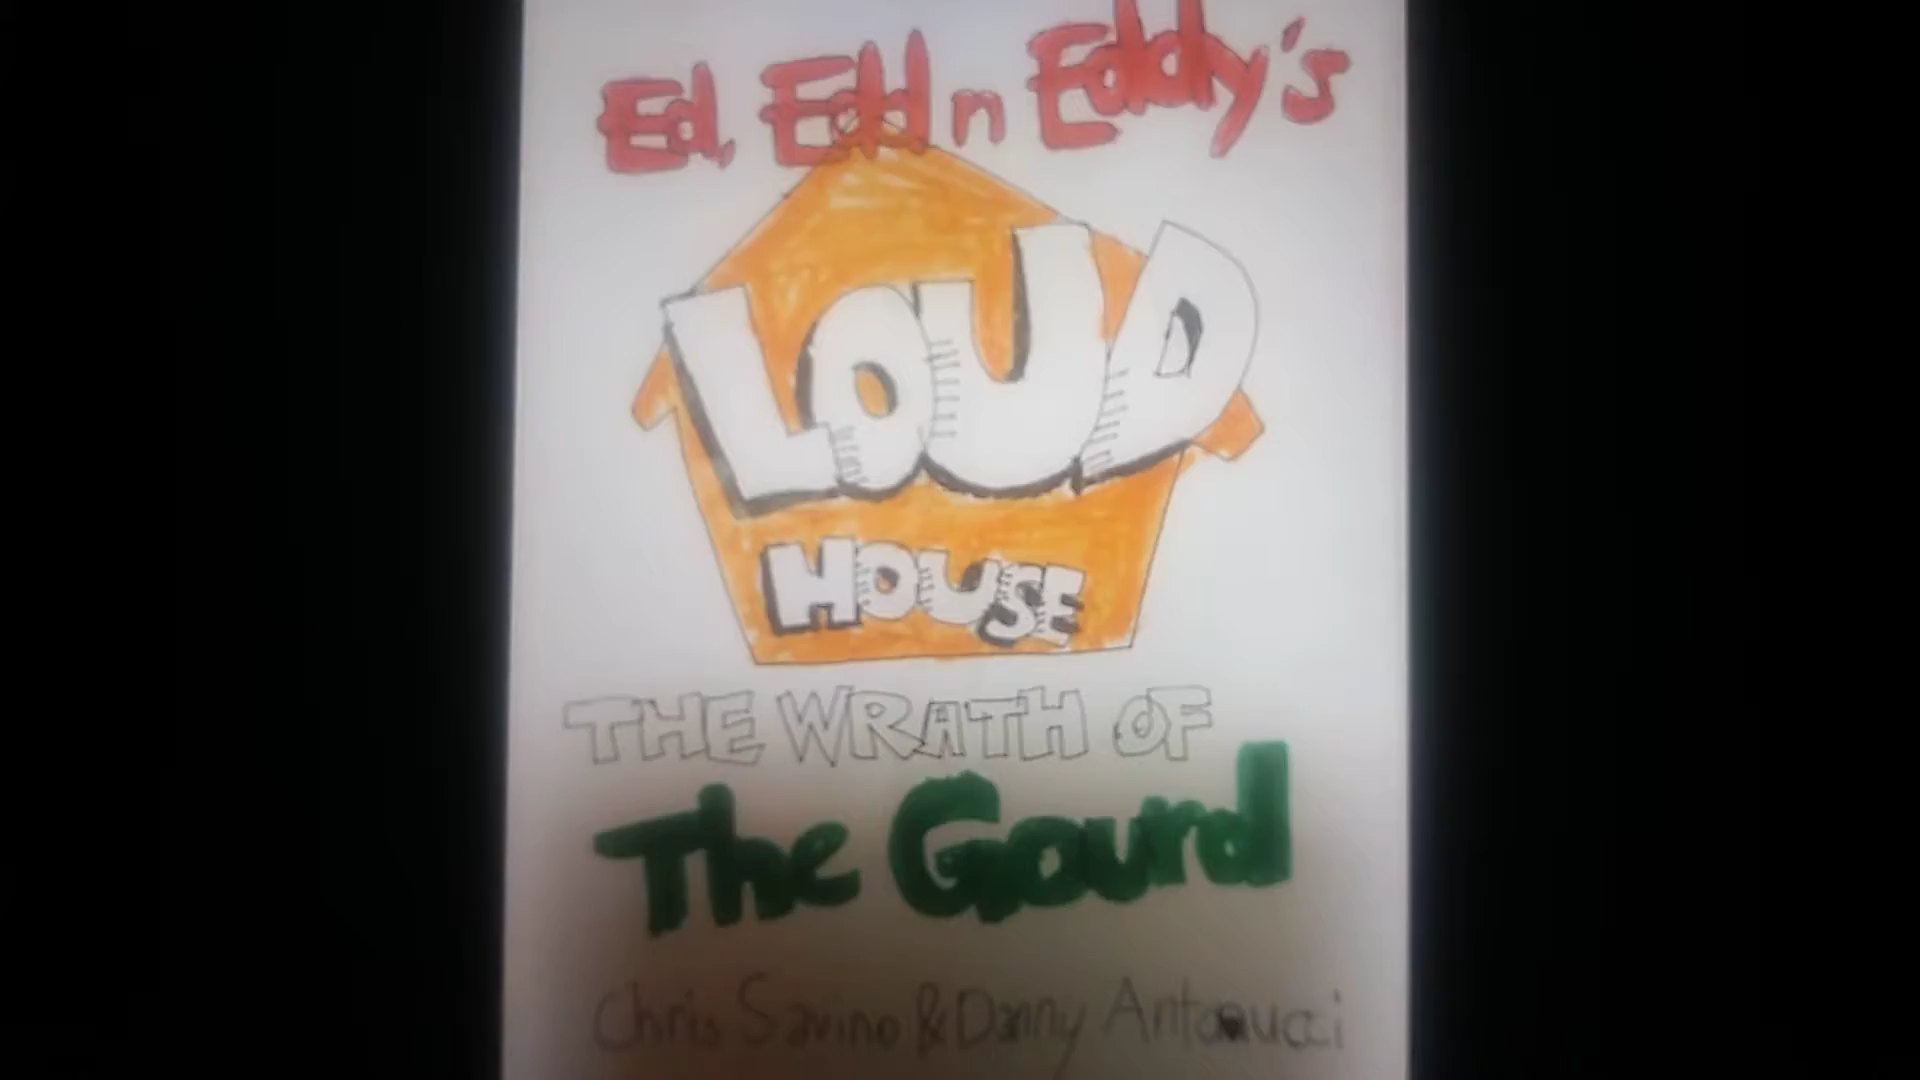 Ed, Edd n Eddy's
LOUD
HOUSE
THE WRATH OF
The Gourd
Chris Savino & Danny Antonucci